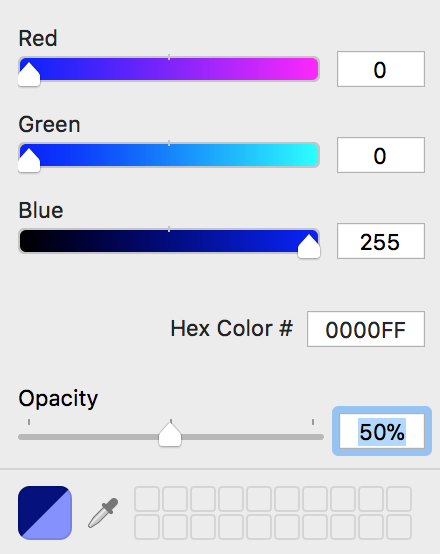 Red
0
Green
0
Blue
255
Hex Color # 0000FF
Opacity
50%